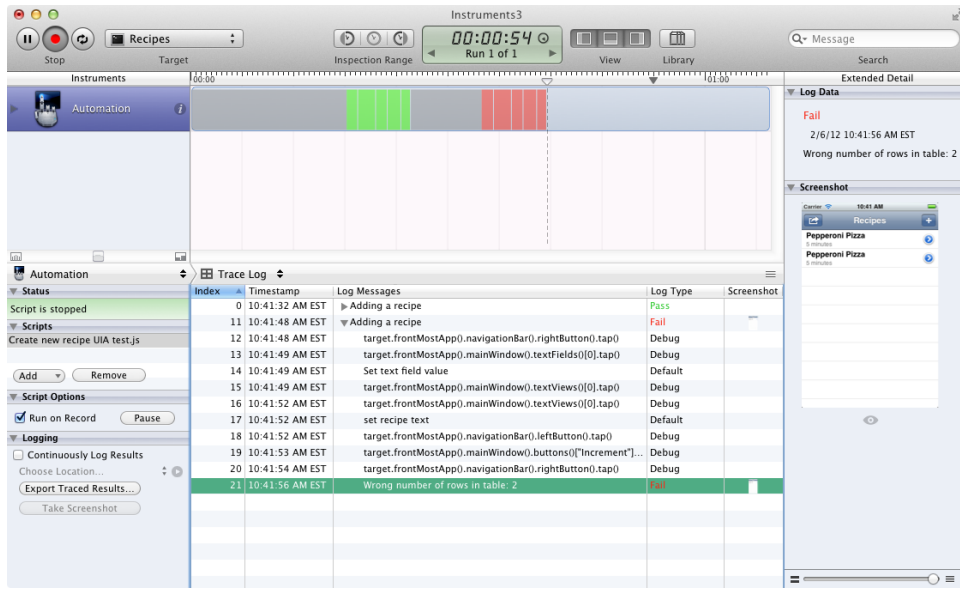 Instruments3
Recipes
00:00:54
Run 1 of 1
Message
Stop
Target
Inspection Range
View
Library
Search
Instruments
00:00
01:00
Extended Detail
Automation
Log Data
Fail
2/6/12 10:41:56 AM EST
Wrong number of rows in table: 2
Screenshot
Carrier
10:41 AM
Recipes
+
Pepperoni Pizza
5 minutes
Pepperoni Pizza
5 minutes
Automation
Trace Log
Status
Script is stopped
Scripts
Create new recipe UIA test.js
Add
Remove
Script Options
Run on Record
Pause
Logging
Continuously Log Results
Choose Location...
Export Traced Results...
Take Screenshot
Index Timestamp Log Messages Log Type Screenshot
0 10:41:32 AM EST Adding a recipe Pass
11 10:41:48 AM EST Adding a recipe Fail
12 10:41:48 AM EST target.frontMostApp().navigationBar().rightButton().tap() Debug
13 10:41:49 AM EST target.frontMostApp().mainWindow().textFields()[0].tap() Debug
14 10:41:49 AM EST Set text field value Default
15 10:41:49 AM EST target.frontMostApp().mainWindow().textViews()[0].tap() Debug
16 10:41:52 AM EST target.frontMostApp().mainWindow().textViews()[0].tap() Debug
17 10:41:52 AM EST set recipe text Default
18 10:41:52 AM EST target.frontMostApp().navigationBar().leftButton().tap() Debug
19 10:41:53 AM EST target.frontMostApp().mainWindow().buttons()["Increment"]... Debug
20 10:41:54 AM EST target.frontMostApp().navigationBar().rightButton().tap() Debug
21 10:41:56 AM EST Wrong number of rows in table: 2 Fail